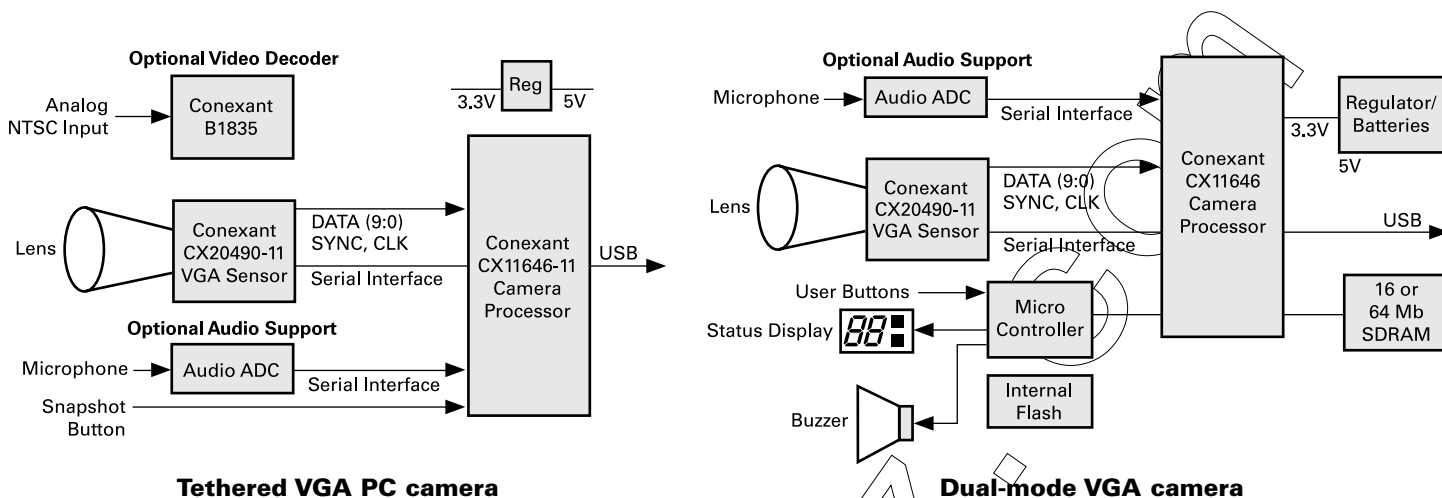 Optional Video Decoder
Analog
NTSC Input
Conexant
B1835
3.3V
Reg
5V
Lens
Conexant
CX20490-11
VGA Sensor
DATA (9:0)
SYNC, CLK
Serial Interface
Conexant
CX11646-11
Camera
Processor
USB
Optional Audio Support
Microphone
Audio ADC
Serial Interface
Snapshot
Button
Tethered VGA PC camera
Optional Audio Support
Microphone
Audio ADC
Serial Interface
Lens
Conexant
CX20490-11
VGA Sensor
DATA (9:0)
SYNC, CLK
Serial Interface
Conexant
CX11646
Camera
Processor
3.3V
Regulator/
Batteries
5V
USB
User Buttons
Status Display
88
Micro
Controller
16 or
64 Mb
SDRAM
Internal
Flash
Buzzer
Dual-mode VGA camera